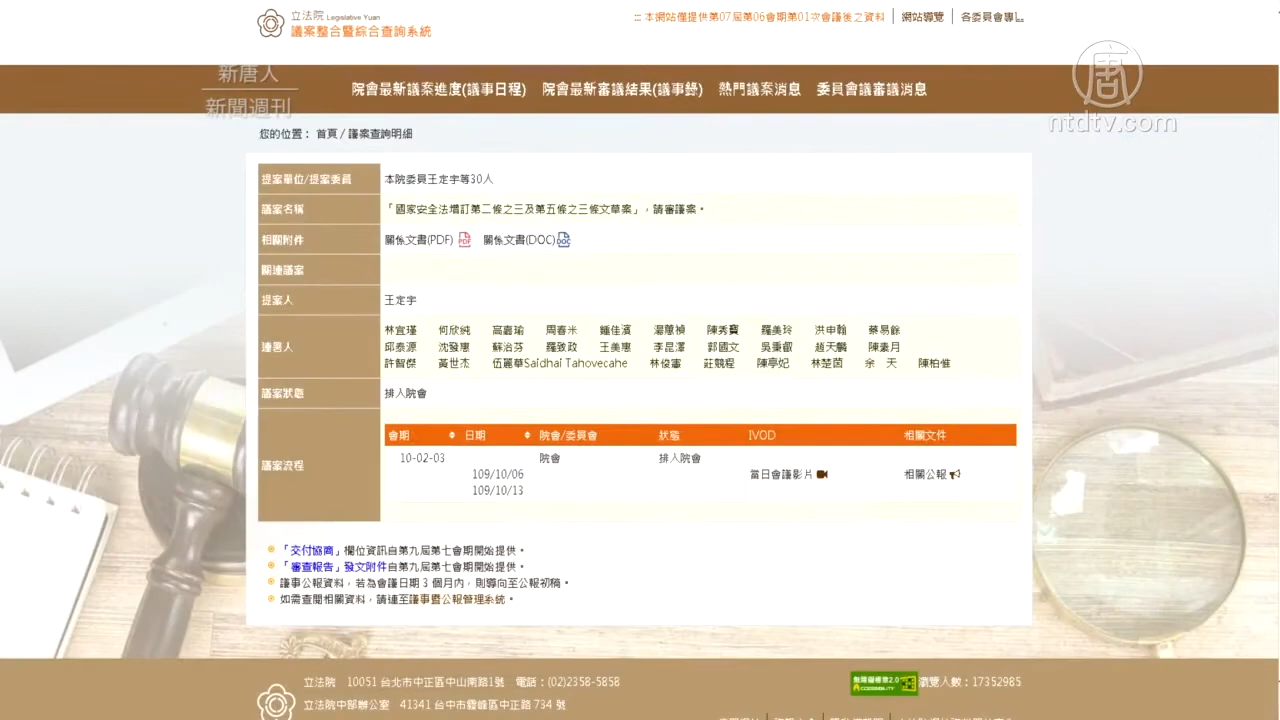 立法院 Legislative Yuan
議案整合暨綜合查詢系統
::: 本網站僅提供第07屆第06會期第01次會議後之資料 網站導覽 各委員會專區
新唐人
新聞週刊
院會最新議案進度(議事日程) 院會最新審議結果(議事錄) 熱門議案消息 委員會議審議消息
唐
ntdtv.com
您的位置： 首頁 / 議案查詢明細
提案單位/提案委員 本院委員王定宇等30人
議案名稱 「國家安全法增訂第二條之三及第五條之三條文草案」，請審議案。
相關附件 關係文書(PDF) PDF 關係文書(DOC) DOC
關連議案
提案人 王定宇
連署人
林宜瑾 何欣純 高嘉瑜 周春米 鍾佳濱 湯蕙禎 陳秀寶 羅美玲 洪申翰 蔡易餘
邱泰源 沈發惠 蘇治芬 羅致政 王美惠 李昆澤 郭國文 吳秉叡 趙天麟 陳素月
許智傑 黃世杰 伍麗華Saidhai Tahovecahe 林俊憲 莊競程 陳亭妃 林楚茵 余 天 陳柏惟
議案狀態 排入院會
議案流程
會期 日期 院會/委員會 狀態 IVOD 相關文件
10-02-03 院會 排入院會
109/10/06 當日會議影片 相關公報
109/10/13
「交付協商」欄位資訊自第九屆第七會期開始提供。
「審查報告」發文附件自第九屆第七會期開始提供。
議事公報資料，若為會議日期 3 個月內，則導向至公報初稿。
如需查閱相關資料，請連至議事暨公報管理系統。
立法院 10051 台北市中正區中山南路1號 電話：(02)2358-5858
無障礙標章2.0 ACCESSIBILITY 瀏覽人數：17352985
立法院中部辦公室 41341 台中市霧峰區中正路 734 號